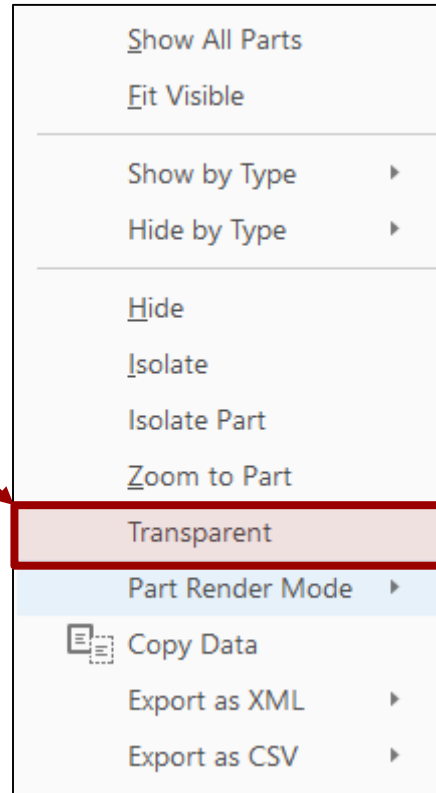 Show All Parts
Fit Visible
Show by Type
Hide by Type
Hide
Isolate
Isolate Part
Zoom to Part
Transparent
Part Render Mode
Copy Data
Export as XML
Export as CSV